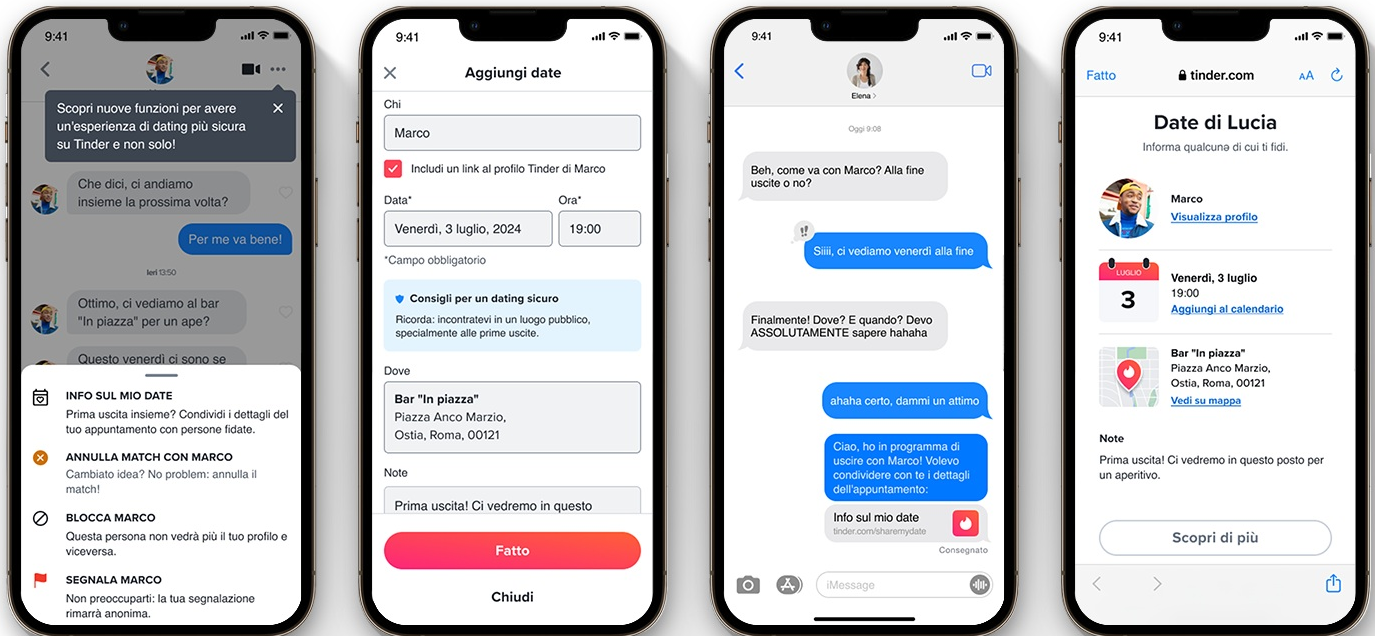 9:41
Scopri nuove funzioni per avere
un'esperienza di dating più sicura
su Tinder e non solo!
Che dici, ci andiamo
insieme la prossima volta?
Per me va bene!
Ieri 13:50
Ottimo, ci vediamo al bar
"In piazza" per un ape?
Questo venerdì ci sono se
INFO SUL MIO DATE
Prima uscita insieme? Condividi i dettagli del
tuo appuntamento con persone fidate.
ANNULLA MATCH CON MARCO
Cambiato idea? No problem: annulla il
match!
BLOCCA MARCO
Questa persona non vedrà più il tuo profilo e
viceversa.
SEGNALA MARCO
Non preoccuparti: la tua segnalazione
rimarrà anonima.
9:41
Aggiungi date
Chi
Marco
Includi un link al profilo Tinder di Marco
Data* Ora*
Venerdì, 3 luglio, 2024 19:00
*Campo obbligatorio
Consigli per un dating sicuro
Ricorda: incontratevi in un luogo pubblico,
specialmente alle prime uscite.
Dove
Bar "In piazza"
Piazza Anco Marzio,
Ostia, Roma, 00121
Note
Prima uscita! Ci vedremo in questo
Fatto
Chiudi
9:41
Elena
Oggi 9:08
Beh, come va con Marco? Alla fine
uscite o no?
!!
Siiii, ci vediamo venerdì alla fine
Finalmente! Dove? E quando? Devo
ASSOLUTAMENTE sapere hahaha
ahaha certo, dammi un attimo
Ciao, ho in programma di
uscire con Marco! Volevo
condividere con te i dettagli
dell'appuntamento:
Info sul mio date
tinder.com/sharemydate
Consegnato
iMessage
9:41
Fatto tinder.com AA
Date di Lucia
Informa qualcunə di cui ti fidi.
Marco
Visualizza profilo
LUGLIO
3
Venerdì, 3 luglio
19:00
Aggiungi al calendario
Bar "In piazza"
Piazza Anco Marzio,
Ostia, Roma, 00121
Vedi su mappa
Note
Prima uscita! Ci vedremo in questo posto per
un aperitivo.
Scopri di più